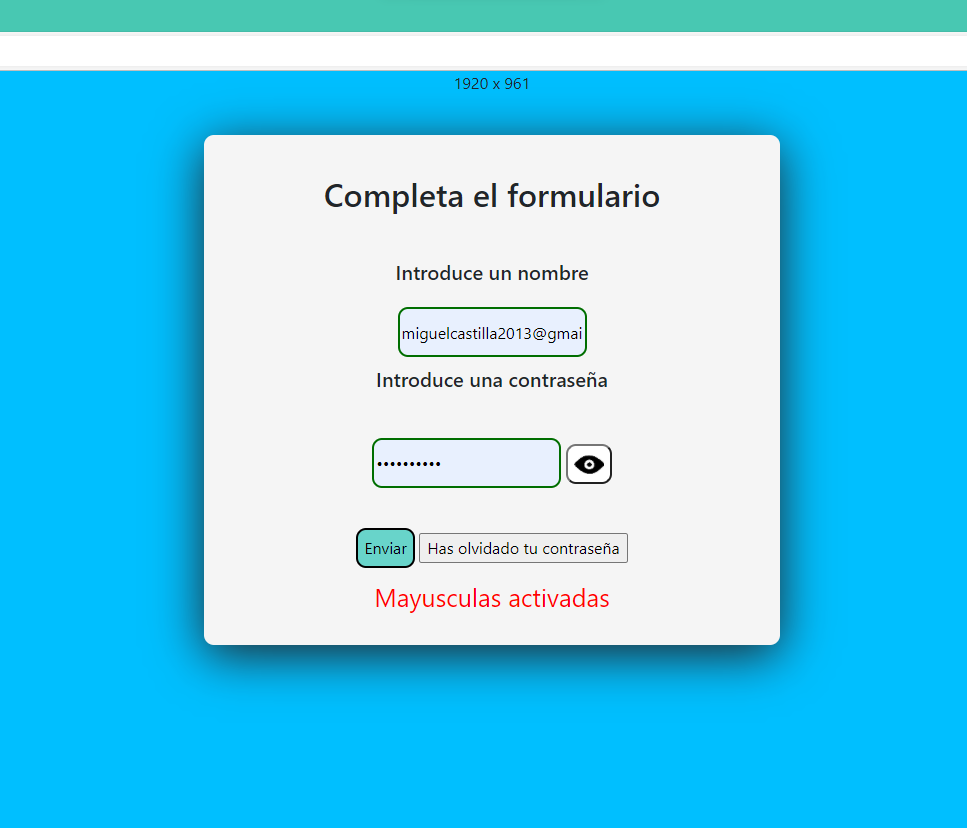 1920 x 961
Completa el formulario
Introduce un nombre
miguelcastilla2013@gmai
Introduce una contraseña
••••••••••
Enviar Has olvidado tu contraseña
Mayusculas activadas